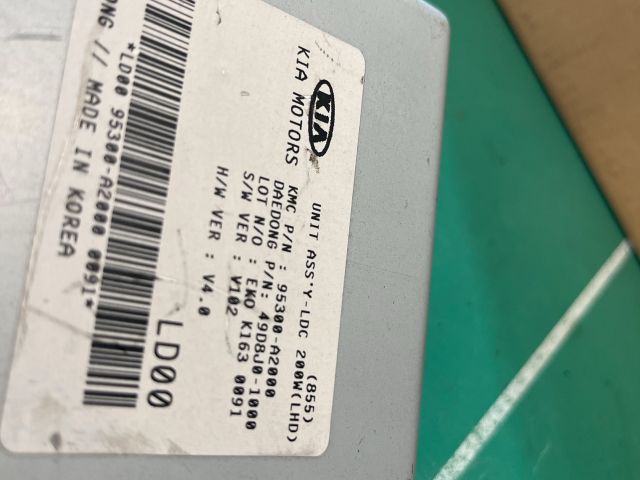 KIA
KIA MOTORS
(855)
UNIT ASS'Y-LDC 200W(LHD)
KMC P/N : 95300-A2000
DAEDONG P/N: 49D8J0-1000
LOT N/O : EKO K163 0091
S/W VER : V102
H/W VER : V4.0
LD00
*LD00 95300-A2000 0091*
// MADE IN KOREA